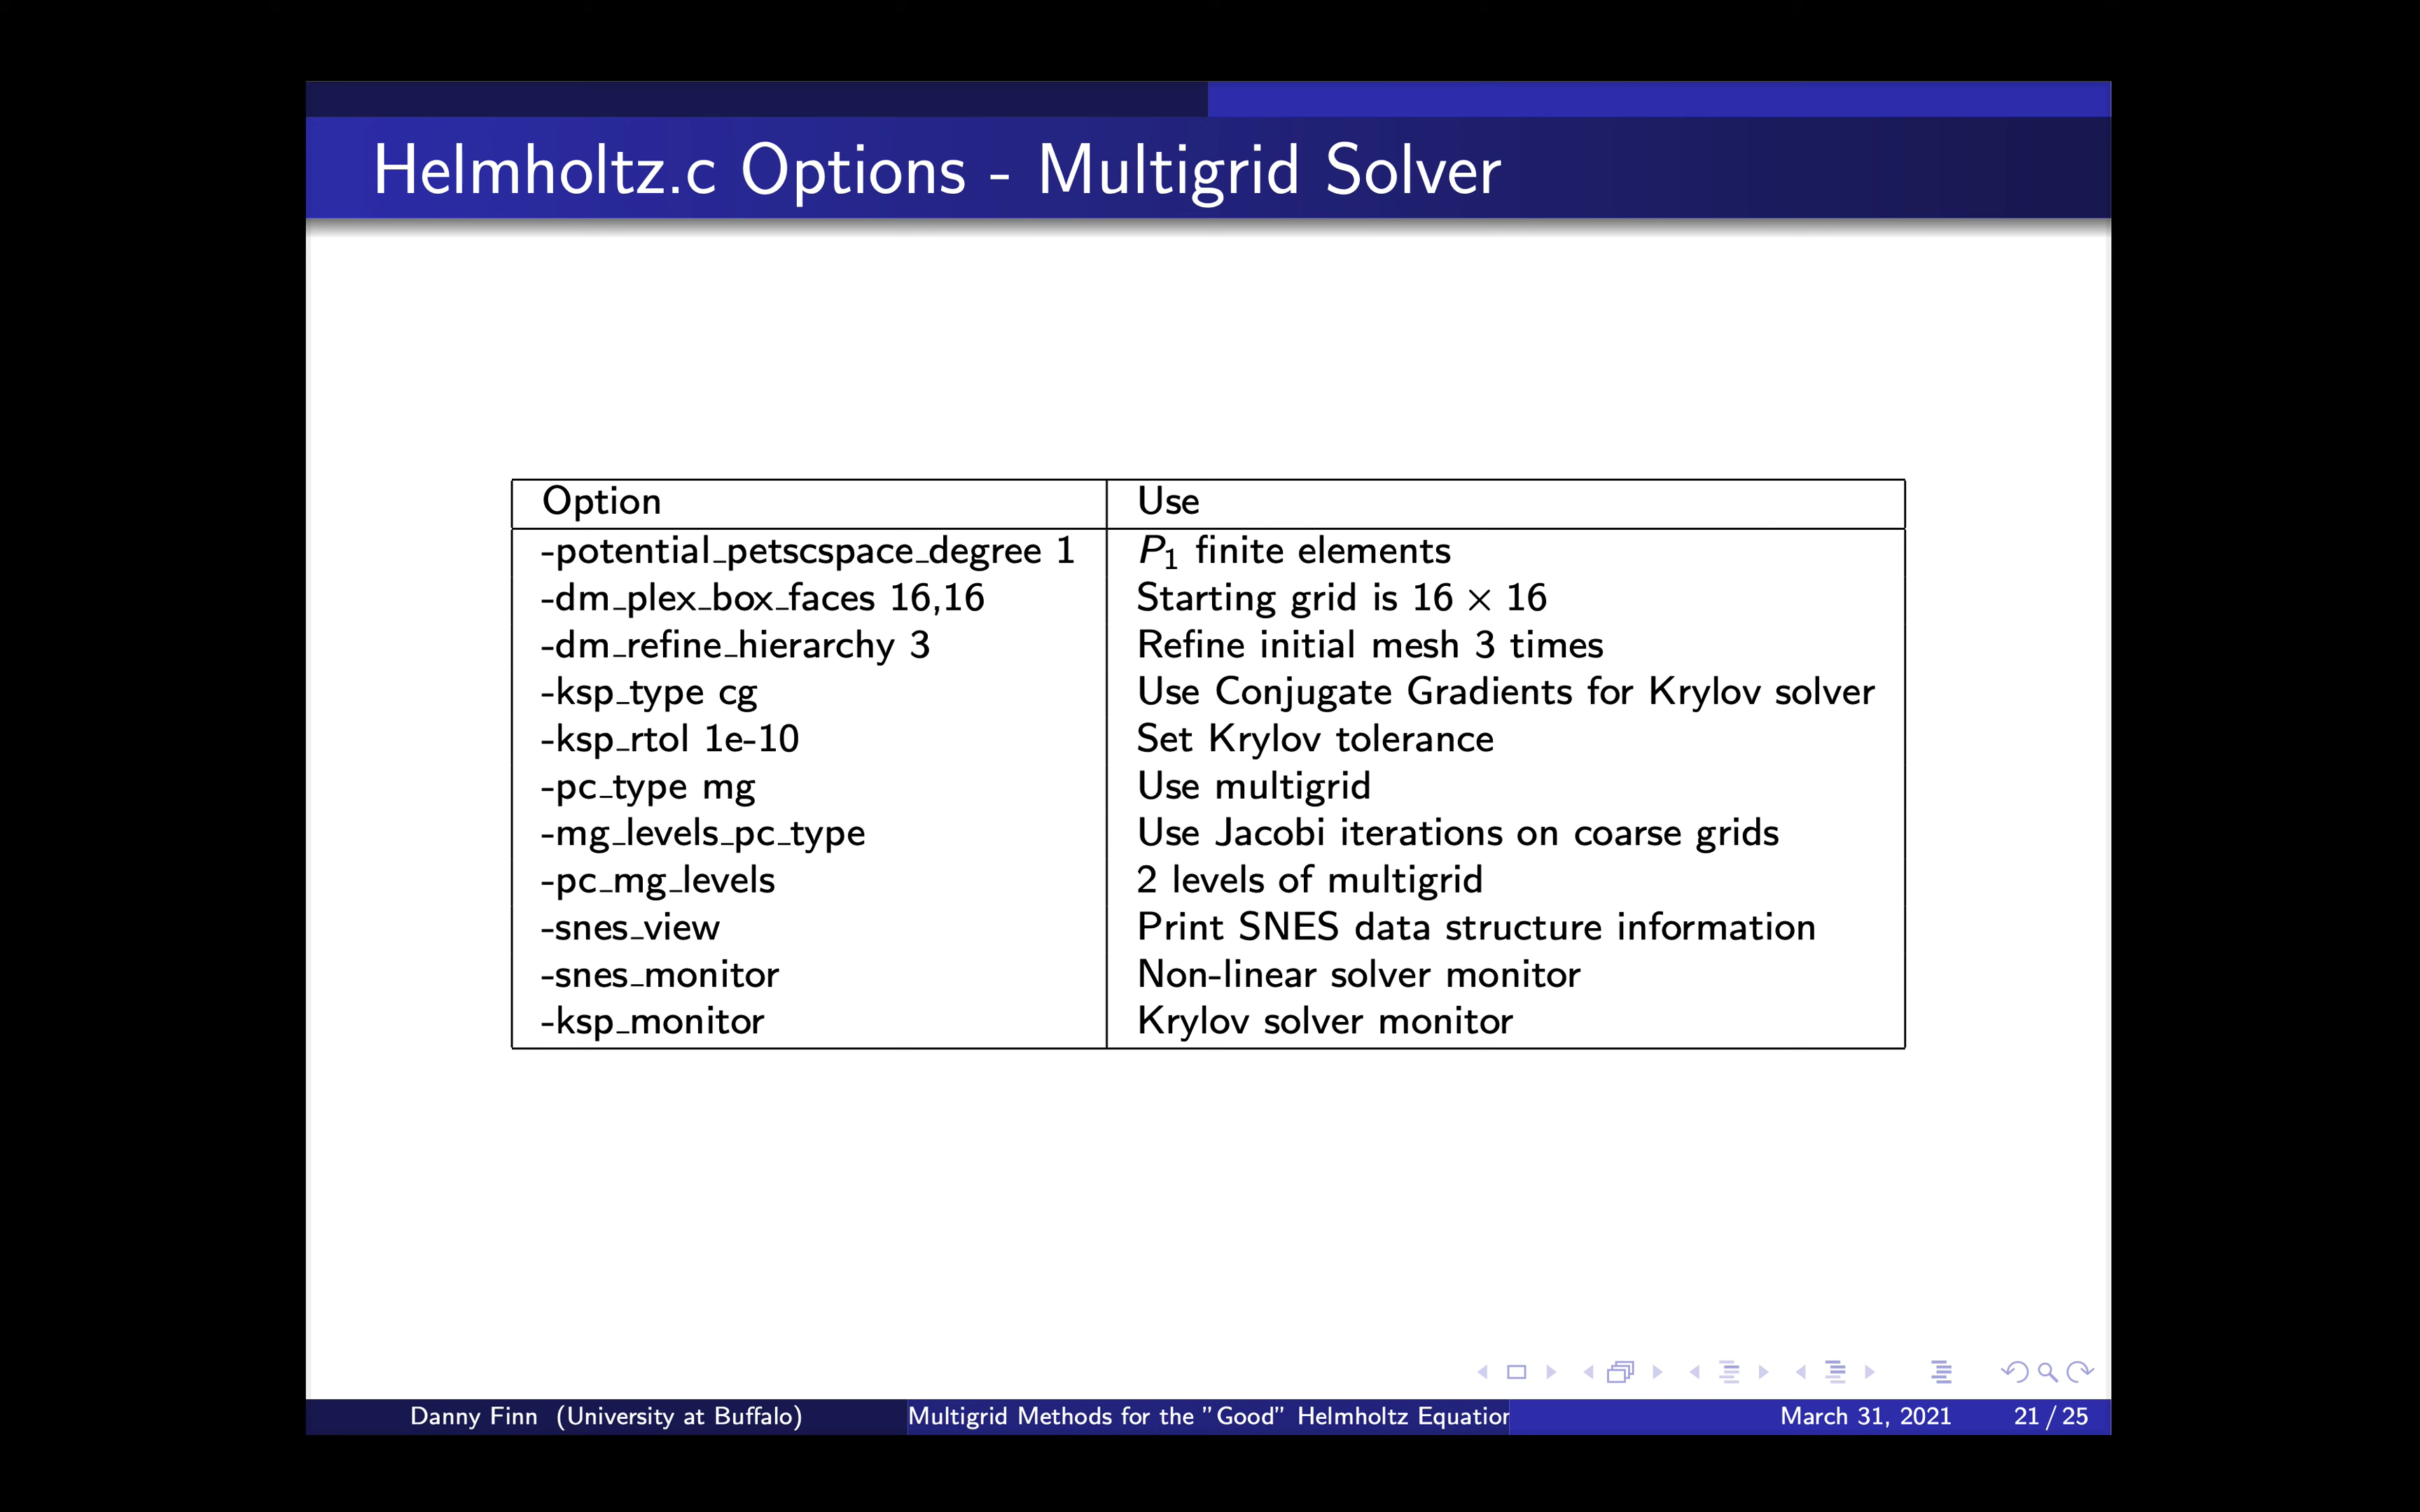 Helmholtz.c Options - Multigrid Solver
Option Use
-potential_petscspace_degree 1 P₁ finite elements
-dm_plex_box_faces 16,16 Starting grid is 16 × 16
-dm_refine_hierarchy 3 Refine initial mesh 3 times
-ksp_type cg Use Conjugate Gradients for Krylov solver
-ksp_rtol 1e-10 Set Krylov tolerance
-pc_type mg Use multigrid
-mg_levels_pc_type Use Jacobi iterations on coarse grids
-pc_mg_levels 2 levels of multigrid
-snes_view Print SNES data structure information
-snes_monitor Non-linear solver monitor
-ksp_monitor Krylov solver monitor
Danny Finn (University at Buffalo) Multigrid Methods for the "Good" Helmholtz Equation March 31, 2021 21 / 25